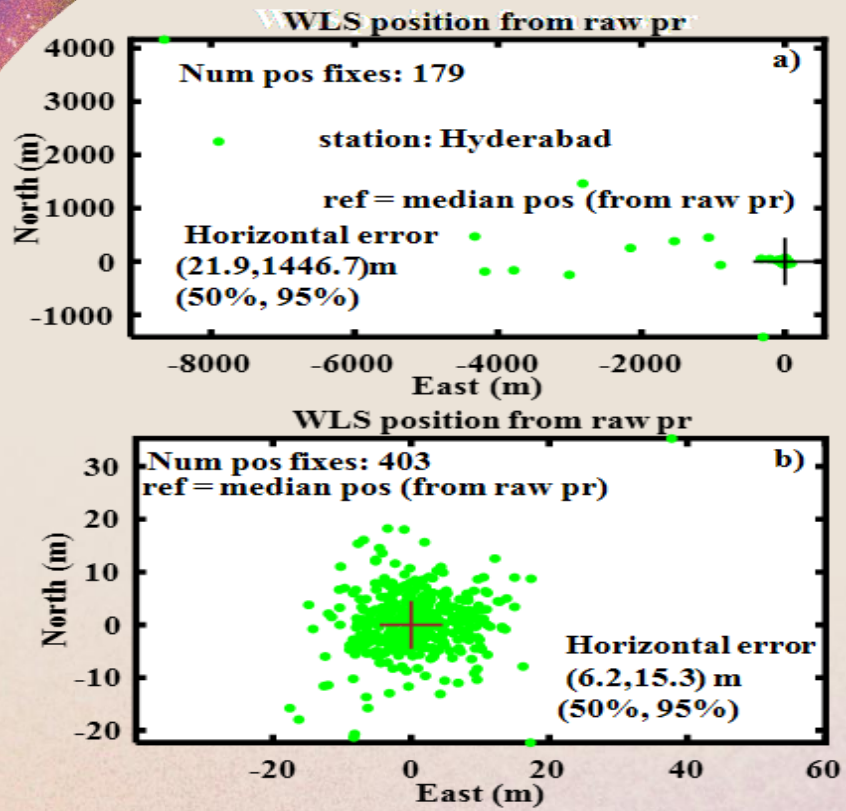 WLS position from raw pr
a)
Num pos fixes: 179
station: Hyderabad
ref = median pos (from raw pr)
Horizontal error
(21.9,1446.7)m
(50%, 95%)
North (m)
4000
3000
2000
1000
0
-1000
-8000 -6000 -4000 -2000 0
East (m)
WLS position from raw pr
b)
Num pos fixes: 403
ref = median pos (from raw pr)
North (m)
30
20
10
0
-10
-20
Horizontal error
(6.2,15.3) m
(50%, 95%)
-20 0 20 40 60
East (m)